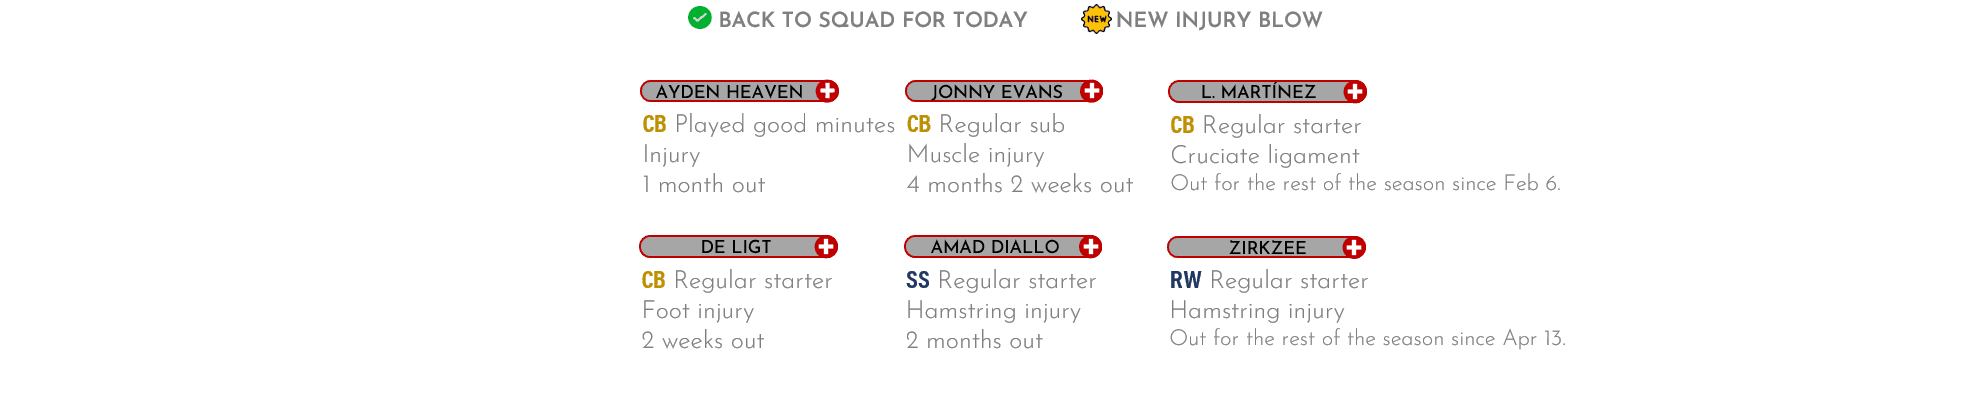 BACK TO SQUAD FOR TODAY
NEW NEW INJURY BLOW
AYDEN HEAVEN
CB Played good minutes
Injury
1 month out
JONNY EVANS
CB Regular sub
Muscle injury
4 months 2 weeks out
L. MARTÍNEZ
CB Regular starter
Cruciate ligament
Out for the rest of the season since Feb 6.
DE LIGT
CB Regular starter
Foot injury
2 weeks out
AMAD DIALLO
SS Regular starter
Hamstring injury
2 months out
ZIRKZEE
RW Regular starter
Hamstring injury
Out for the rest of the season since Apr 13.